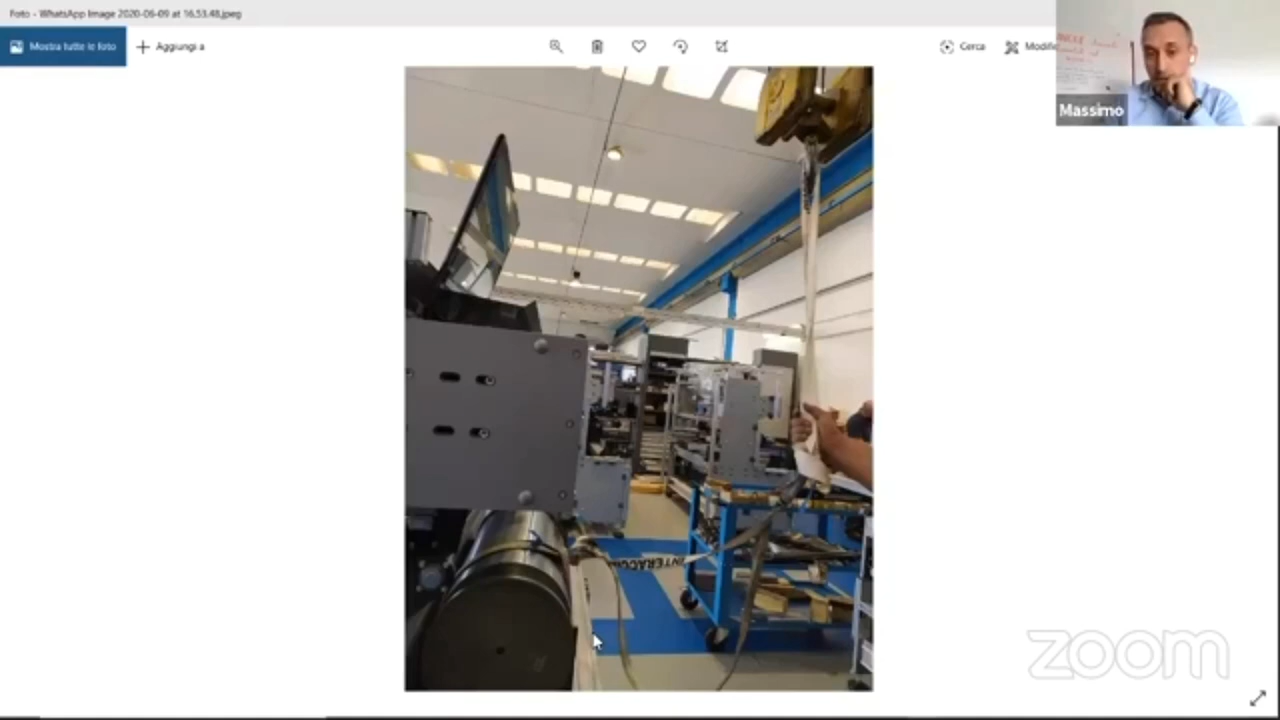 Foto - WhatsApp Image 2020-06-09 at 16.53.48.jpeg
Mostra tutte le foto
Aggiungi a
Cerca
Massimo
INTERACC
zoom